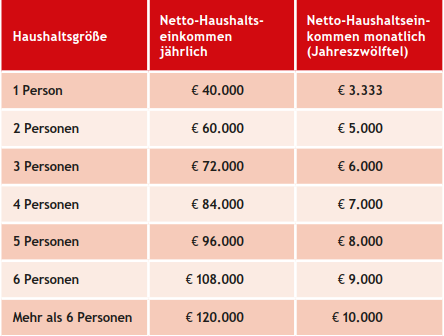 Haushaltsgröße
Netto-Haushalts-
einkommen
jährlich
Netto-Haushaltsein-
kommen monatlich
(Jahreszwölftel)
1 Person € 40.000 € 3.333
2 Personen € 60.000 € 5.000
3 Personen € 72.000 € 6.000
4 Personen € 84.000 € 7.000
5 Personen € 96.000 € 8.000
6 Personen € 108.000 € 9.000
Mehr als 6 Personen € 120.000 € 10.000